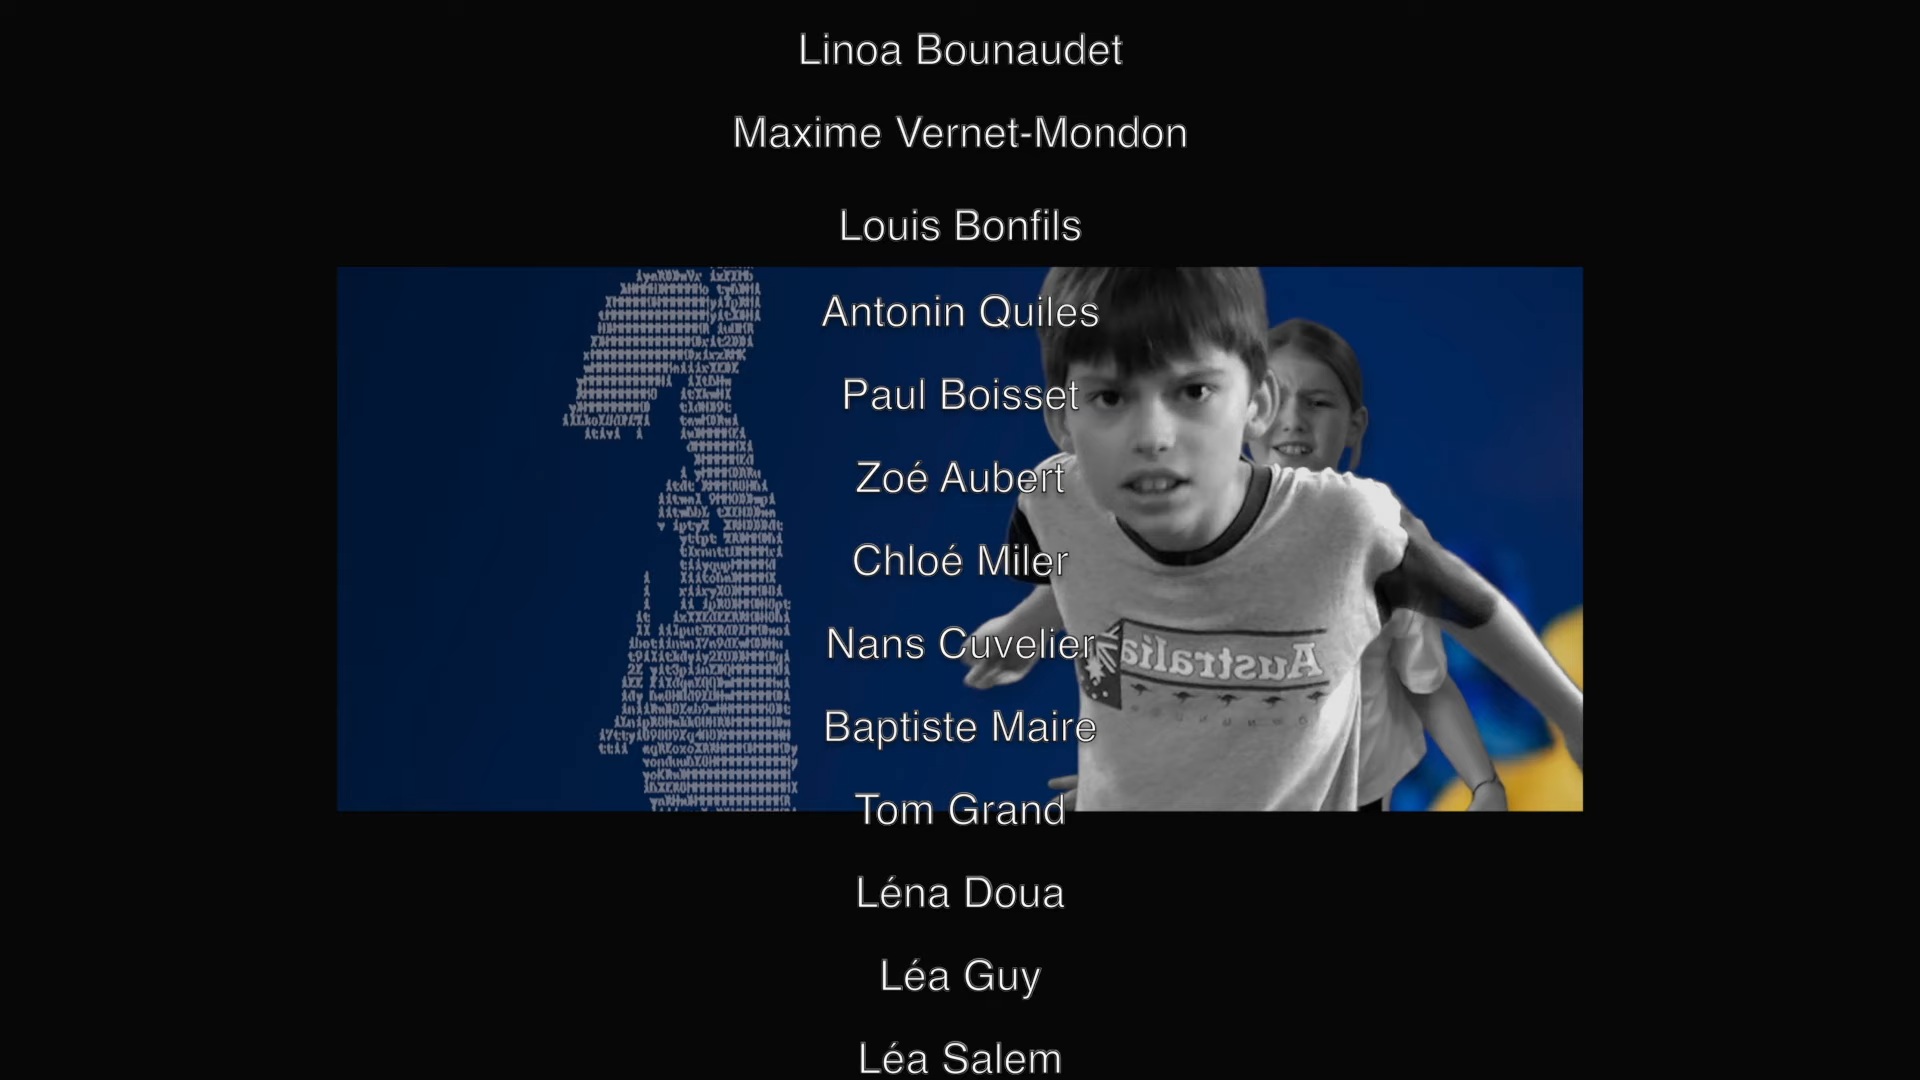 Linoa Bounaudet
Maxime Vernet-Mondon
Louis Bonfils
Antonin Quiles
Paul Boisset
Zoé Aubert
Chloé Miler
Nans Cuvelier
Australia
Baptiste Maire
Tom Grand
Léna Doua
Léa Guy
Léa Salem